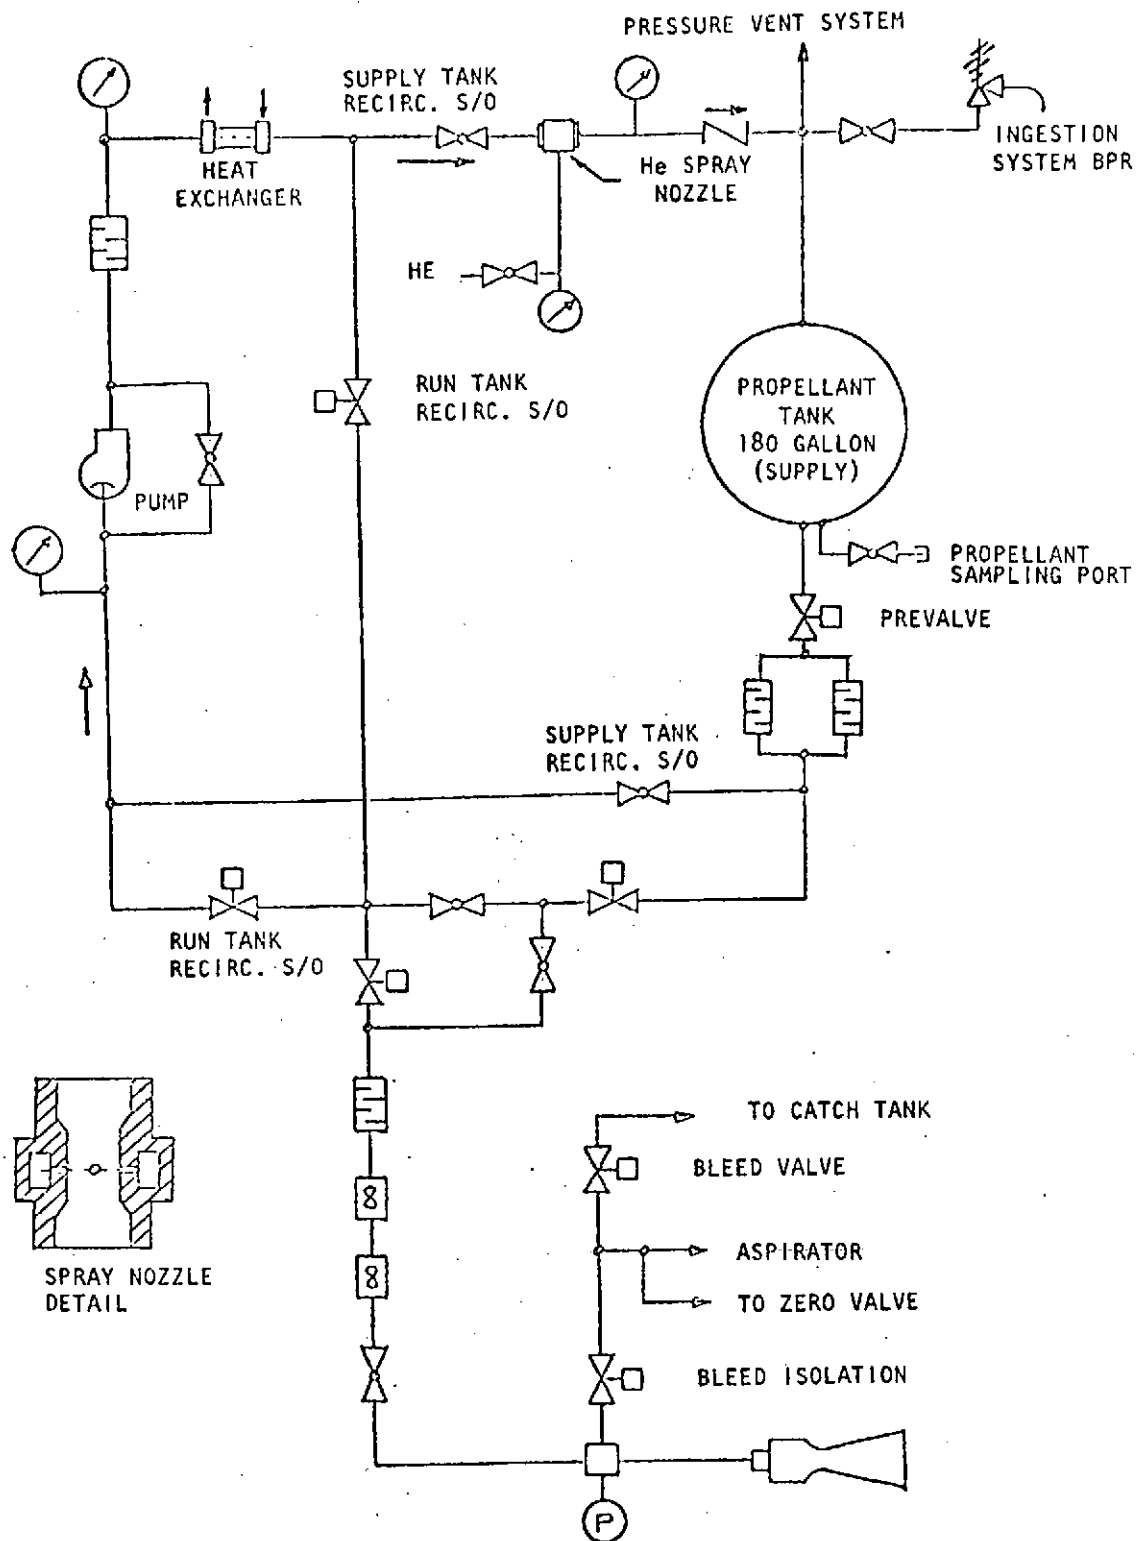 PRESSURE VENT SYSTEM
SUPPLY TANK
RECIRC. S/O
INGESTION
SYSTEM BPR
HEAT
EXCHANGER
He SPRAY
NOZZLE
HE
RUN TANK
RECIRC. S/O
PROPELLANT
TANK
180 GALLON
(SUPPLY)
PUMP
PROPELLANT
SAMPLING PORT
PREVALVE
SUPPLY TANK
RECIRC. S/O
RUN TANK
RECIRC. S/O
TO CATCH TANK
BLEED VALVE
8
ASPIRATOR
SPRAY NOZZLE
DETAIL
8
TO ZERO VALVE
BLEED ISOLATION
P